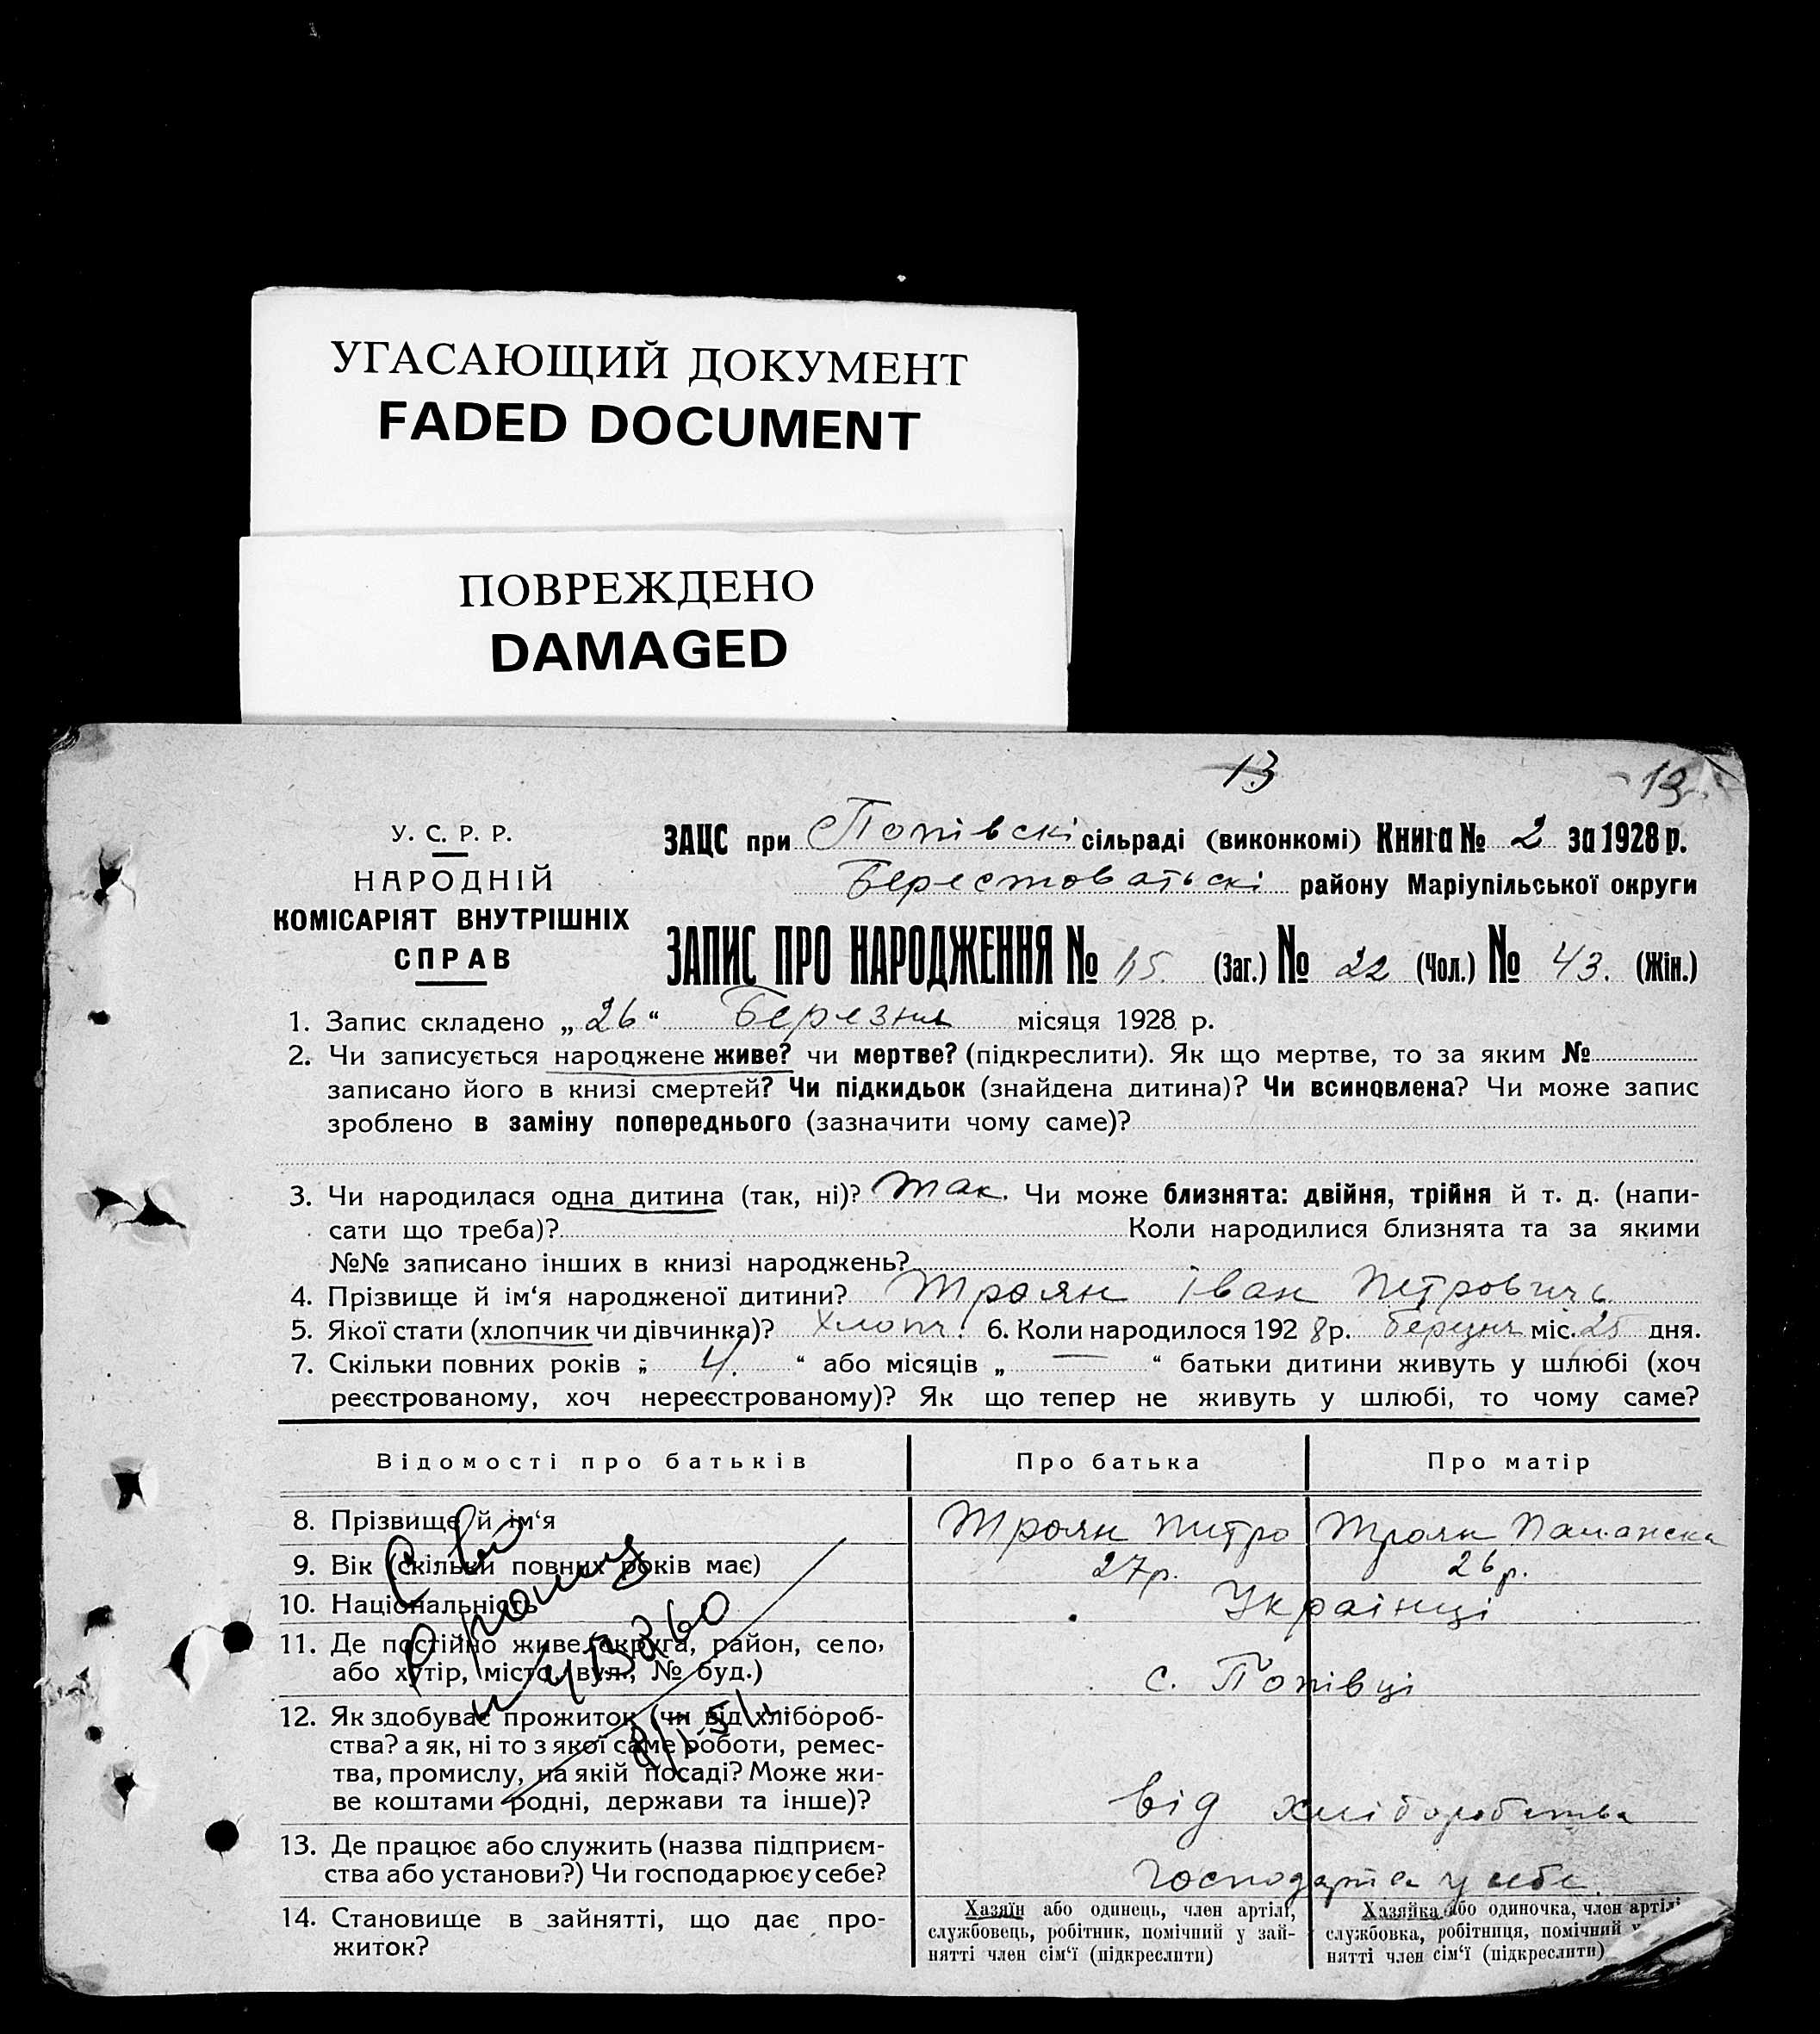 УГАСАЮЩИЙ ДОКУМЕНТ
FADED DOCUMENT
ПОВРЕЖДЕНО
DAMAGED
13
13
У. С. Р. Р.
НАРОДНІЙ
КОМІСАРІЯТ ВНУТРІШНІХ
СПРАВ
ЗАЦС при Попівскі сільраді (виконкомі) Книга № 2 за 1928 р.
Берестоватьскі району Маріупільської округи
ЗАПИС ПРО НАРОДЖЕННЯ № (Заг.) № 22 (Чол.) № 43. (Жін.)
1. Запис складено „ 26 “ Березня місяця 1928 р.
2. Чи записується народжене живе? чи мертве? (підкреслити). Як що мертве, то за яким №
записано його в книзі смертей? Чи підкидьок (знайдена дитина)? Чи всиновлена? Чи може запис
зроблено в заміну попереднього (зазначити чому саме)?
3. Чи народилася одна дитина (так, ні)? Так. Чи може близнята: двійня, трійня й т. д. (напи-
сати що треба)? Коли народилися близнята та за якими
№№ записано інших в книзі народжень?
4. Прізвище й ім‘я народженої дитини? Троян Іван Петровичь
5. Якої стати (хлопчик чи дівчинка)? Хлопч. 6. Коли народилося 192 8 р. березня міс. 25 дня.
7. Скільки повних років „ 4. “ або місяців „ — “ батьки дитини живуть у шлюбі (хоч
реєстрованому, хоч нереєстрованому)? Як що тепер не живуть у шлюбі, то чому саме?
Відомості про батьків Про батька Про матір
8. Прізвище й ім‘я Троян Питро Троян
9. Вік (скільки повних років має) 27 р. 26 р.
10. Національність Українці
11. Де постійно живе (округа, район, село,
або хутір, місто, вул., № буд.) с. Попівці
12. Як здобуває прожиток (чи від хлібороб-
ства? а як, ні то з якої саме роботи, ремес-
тва, промислу, на якій посаді? Може жи-
ве коштами родні, держави та інше)? від хліборобства
13. Де працює або служить (назва підприєм-
ства або установи?) Чи господарює у себе? у себе
14. Становище в зайнятті, що дає про-
житок?
Хазяїн або одинець, член артілі,
службовець, робітник, помічний у зай-
нятті член сім‘ї (підкреслити)
Хазяйка або одиночка, член артілі
службовка, робітниця, помічний у
нятті член сім‘ї (підкреслити)